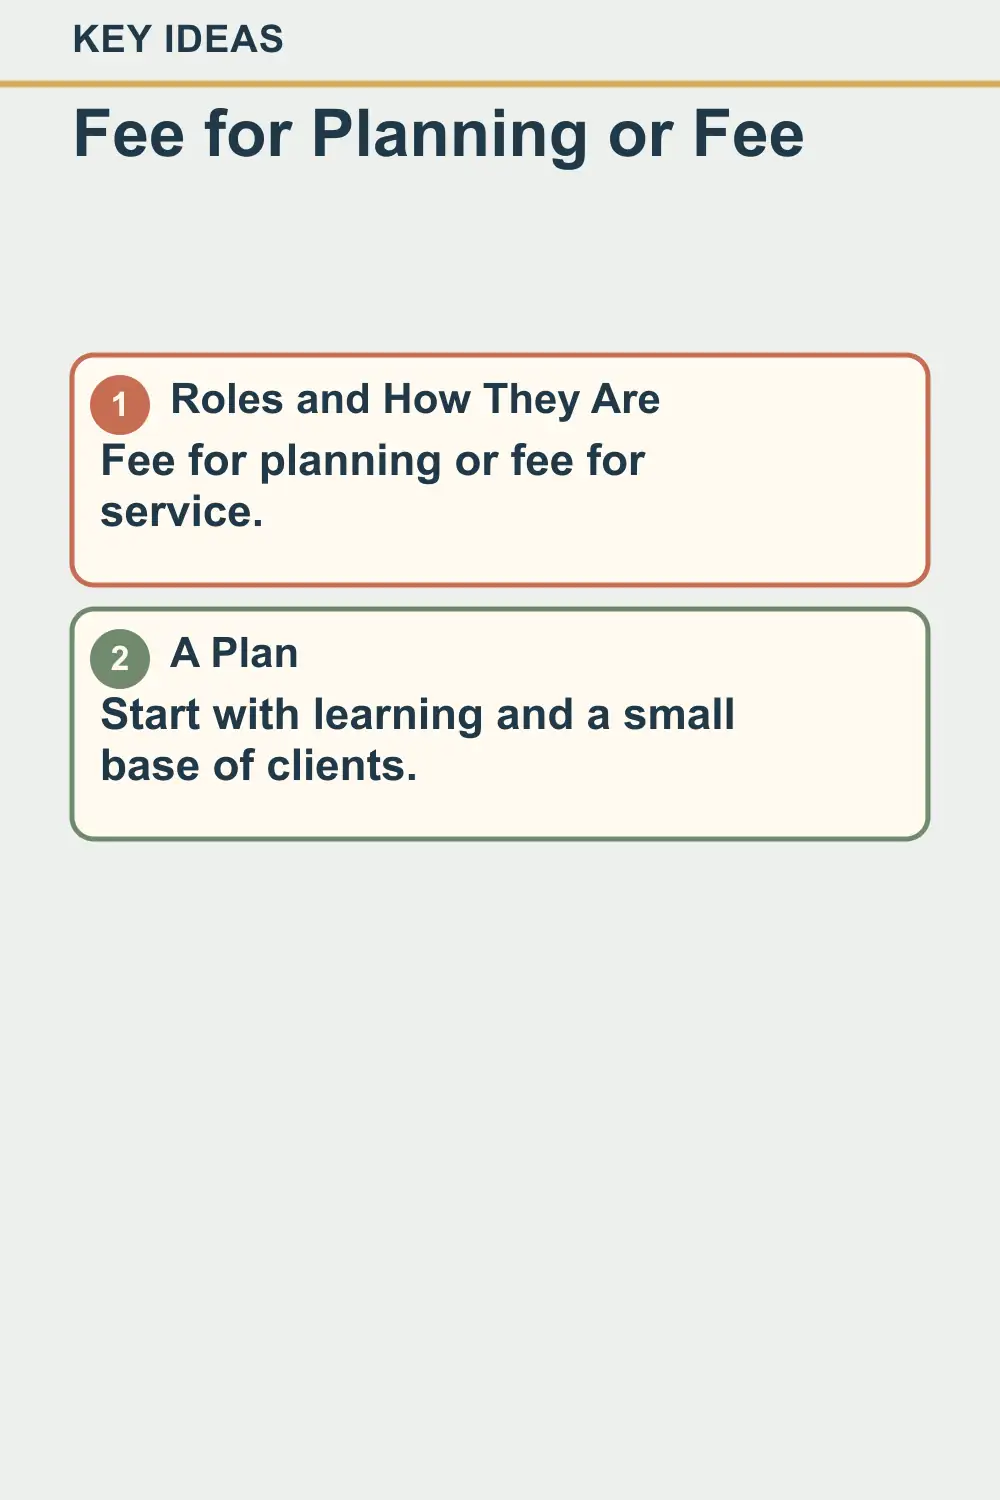 KEY IDEAS
Fee for Planning or Fee
1 Roles and How They Are
Fee for planning or fee for
service.
2 A Plan
Start with learning and a small
base of clients.